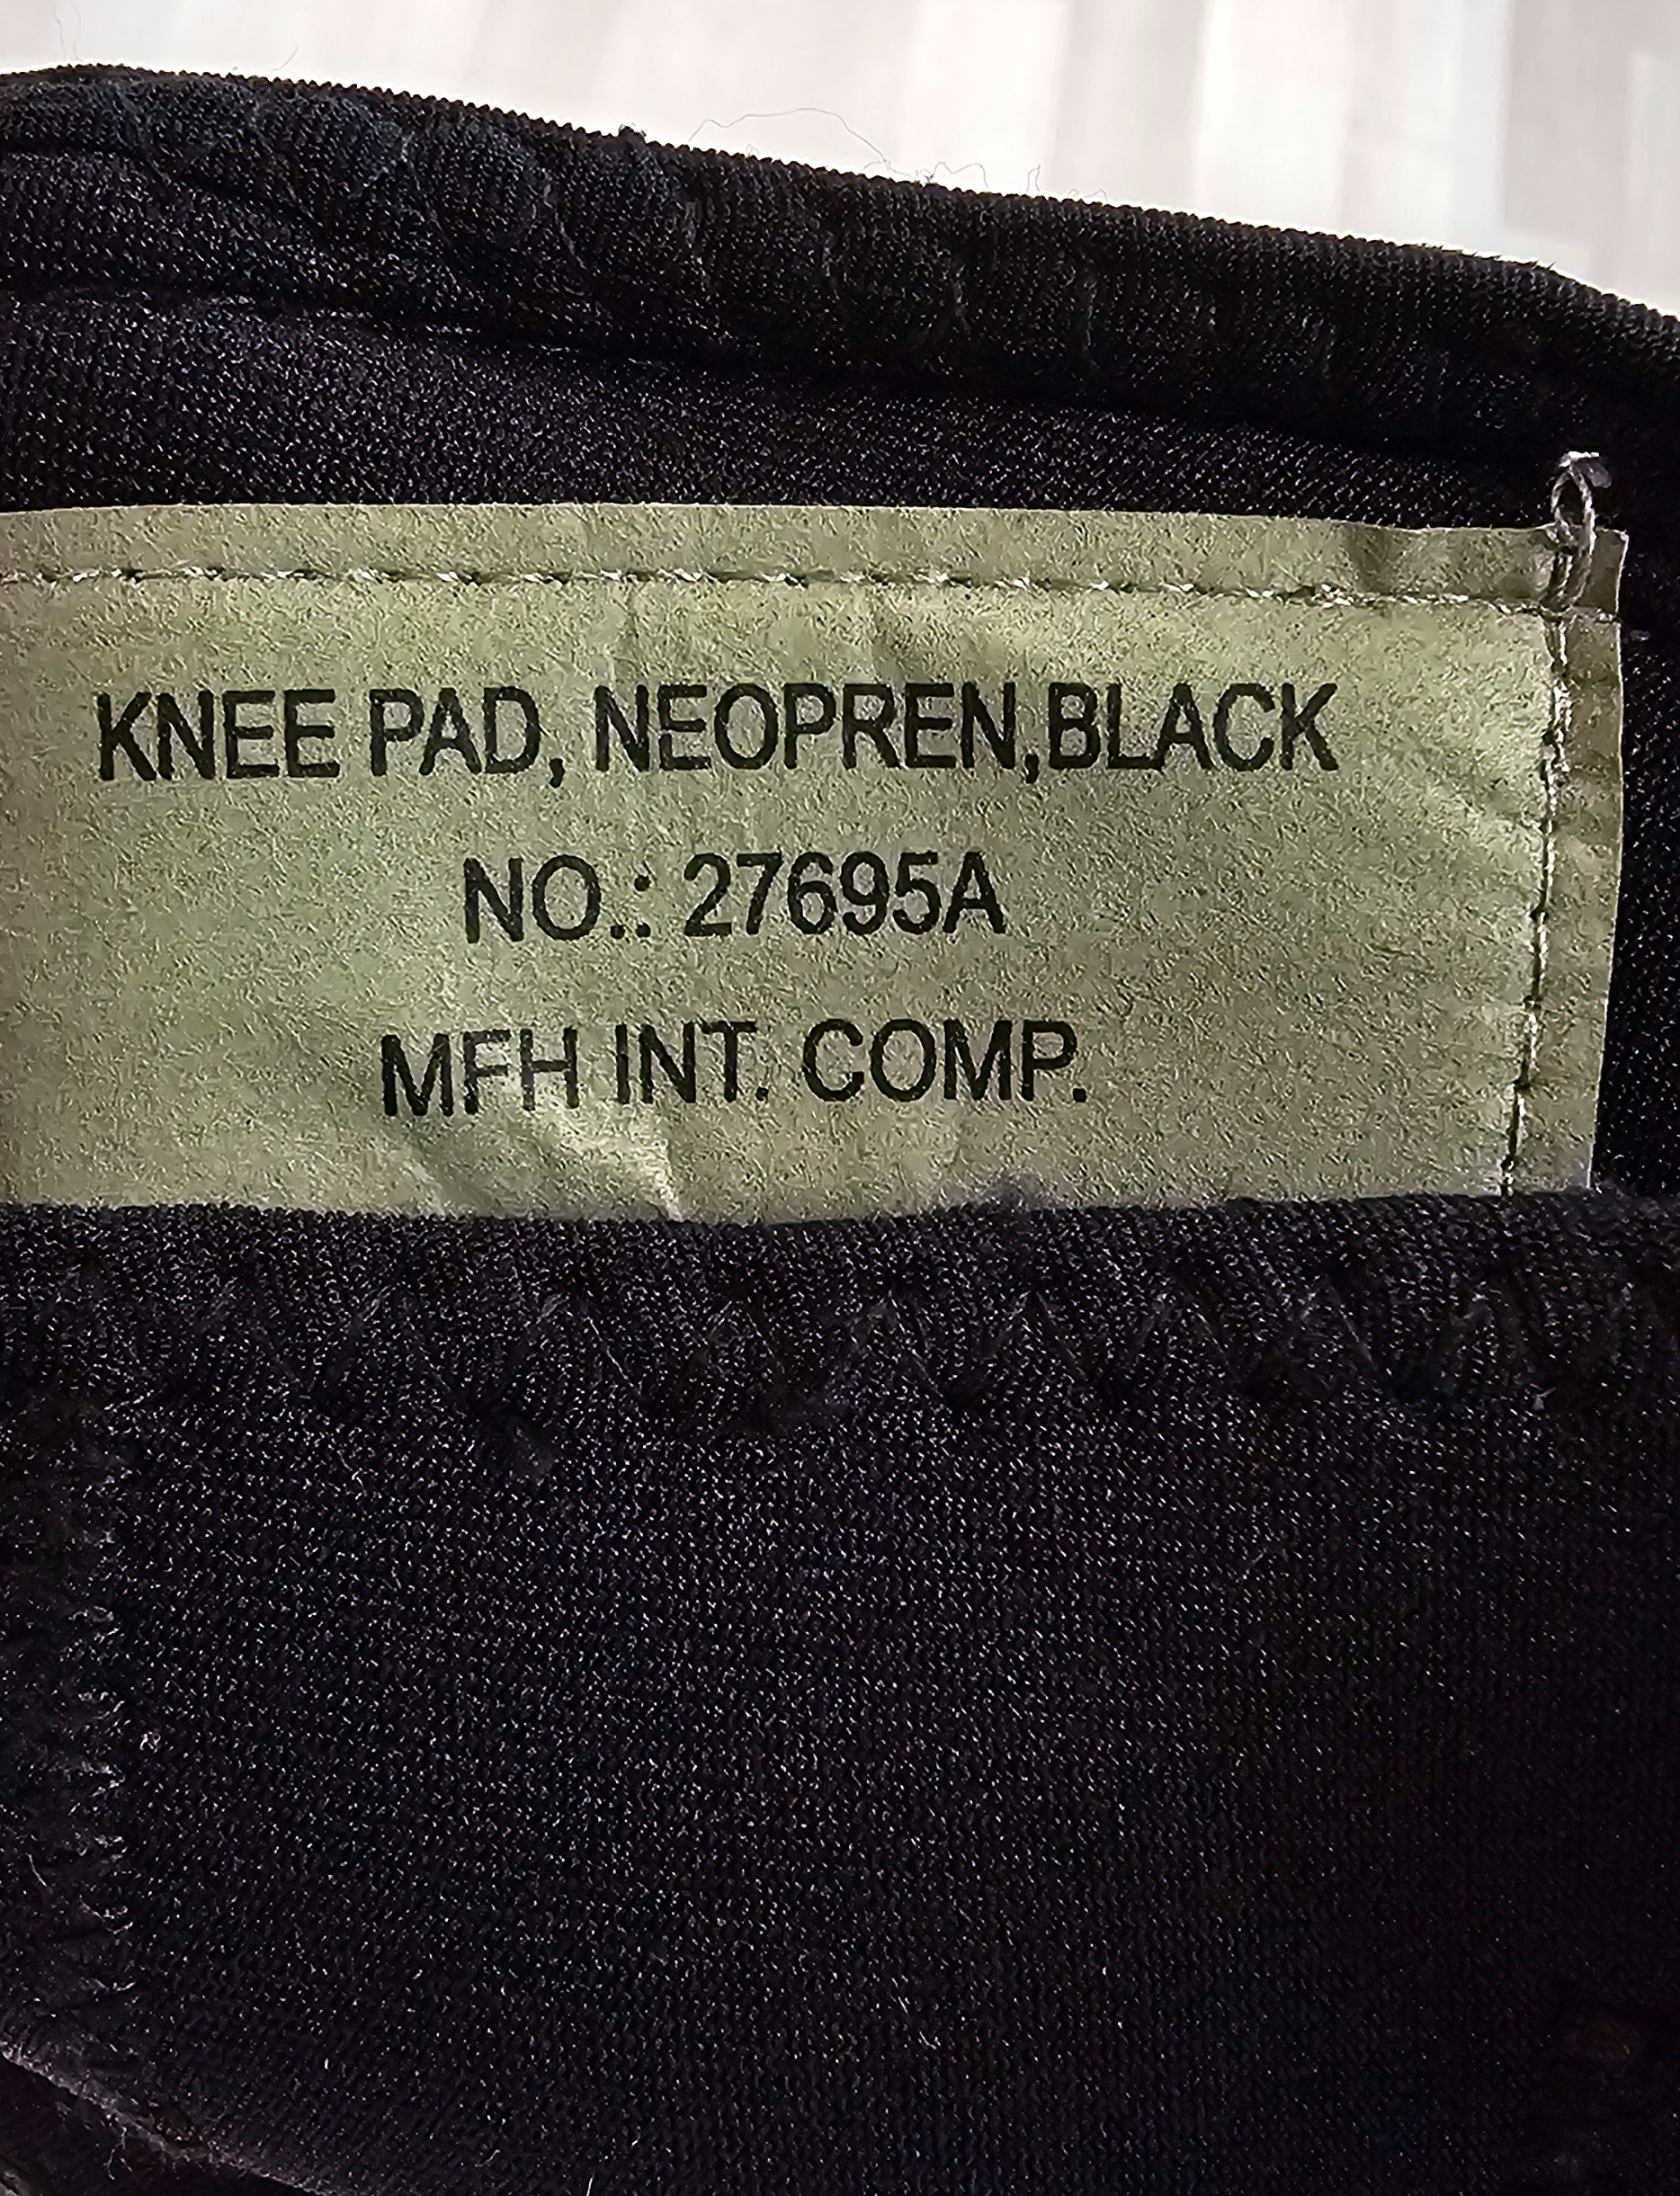 KNEE PAD, NEOPREN,BLACK
NO.: 27695A
MFH INT. COMP.